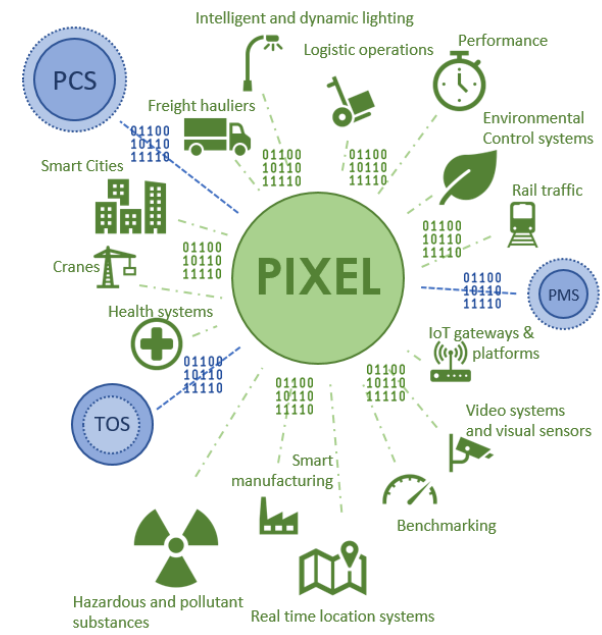 Intelligent and dynamic lighting
Logistic operations
Performance
PCS
Freight hauliers
01100
10110
11110
01100
10110
11110
01100
10110
11110
Environmental
Control systems
Smart Cities
Rail traffic
01100
10110
11110
01100
10110
11110
Cranes
PIXEL
01100
10110
11110
PMS
Health systems
IoT gateways &
platforms
01100
10110
11110
01100
10110
11110
01100
10110
11110
TOS
Video systems
and visual sensors
Smart
manufacturing
Benchmarking
Hazardous and pollutant
substances
Real time location systems